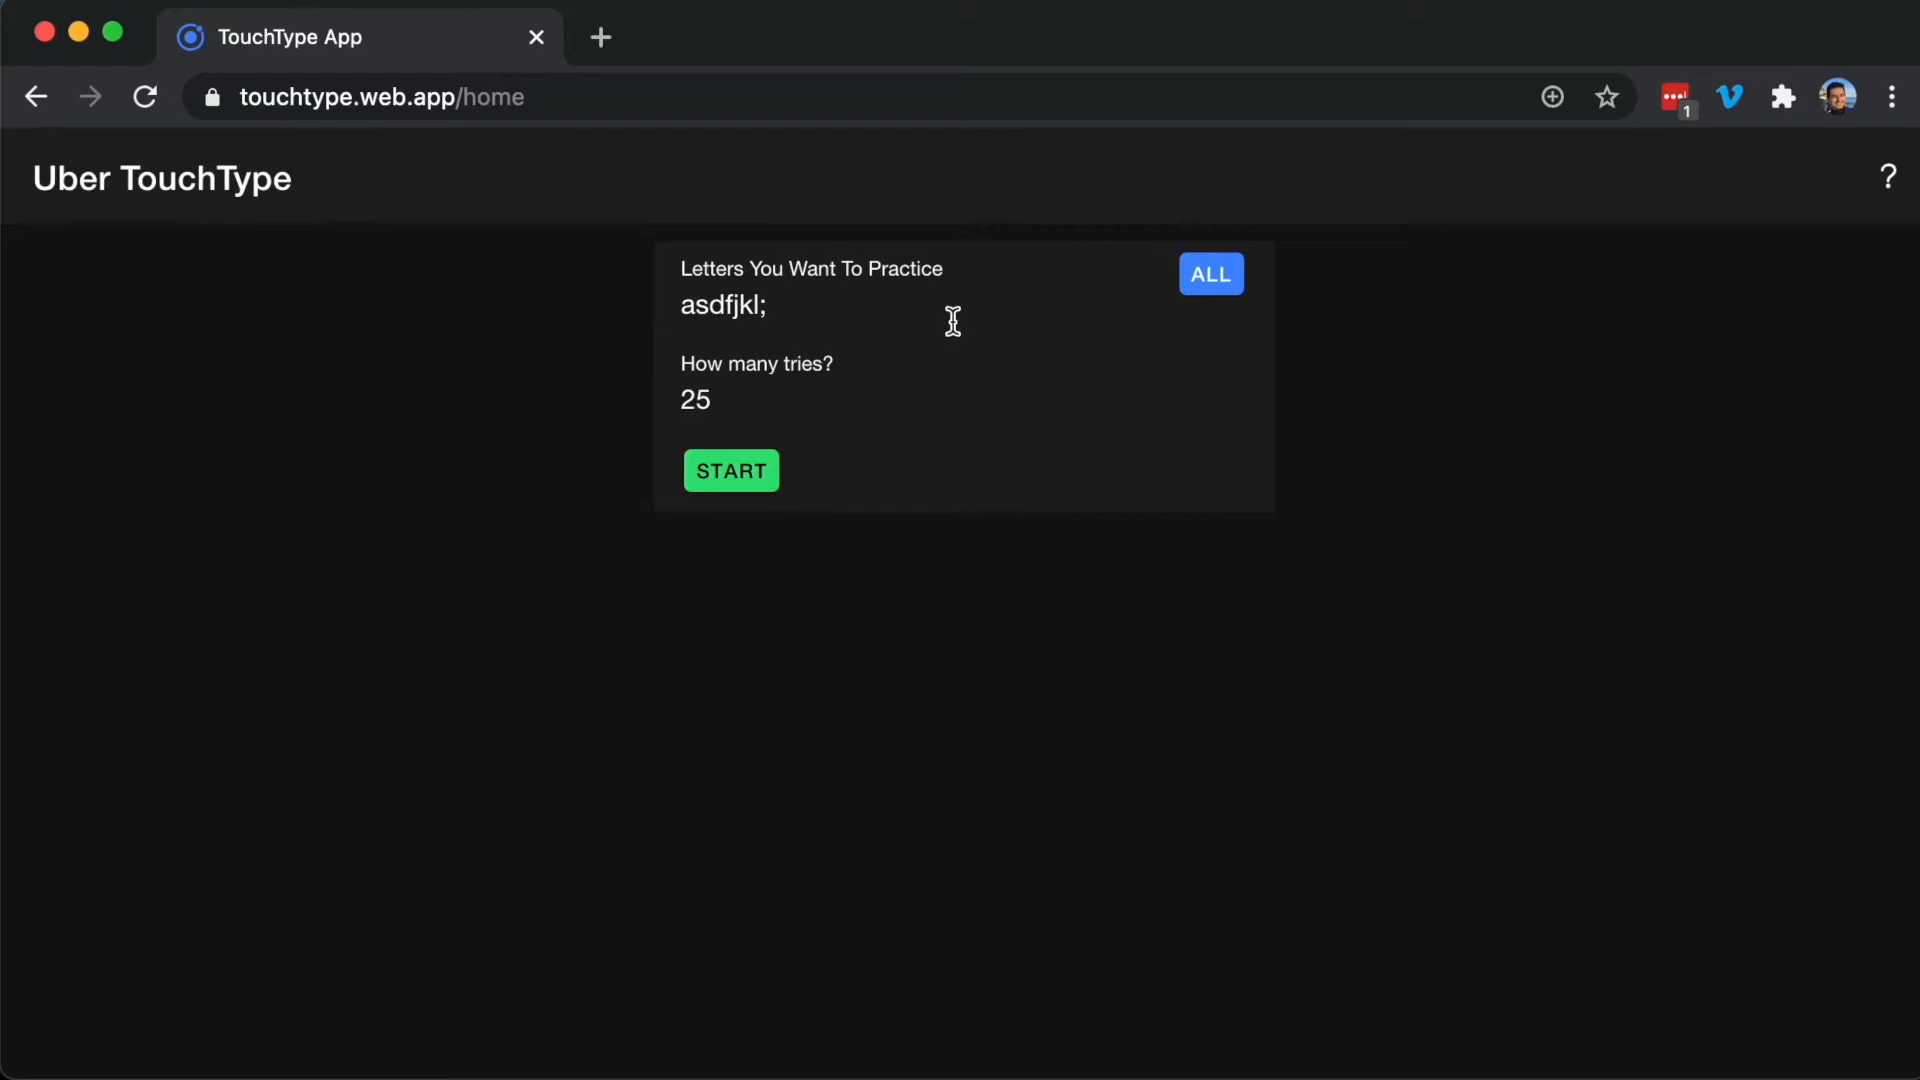 TouchType App
touchtype.web.app/home
1
Uber TouchType
?
Letters You Want To Practice
ALL
asdfjkl;
How many tries?
25
START